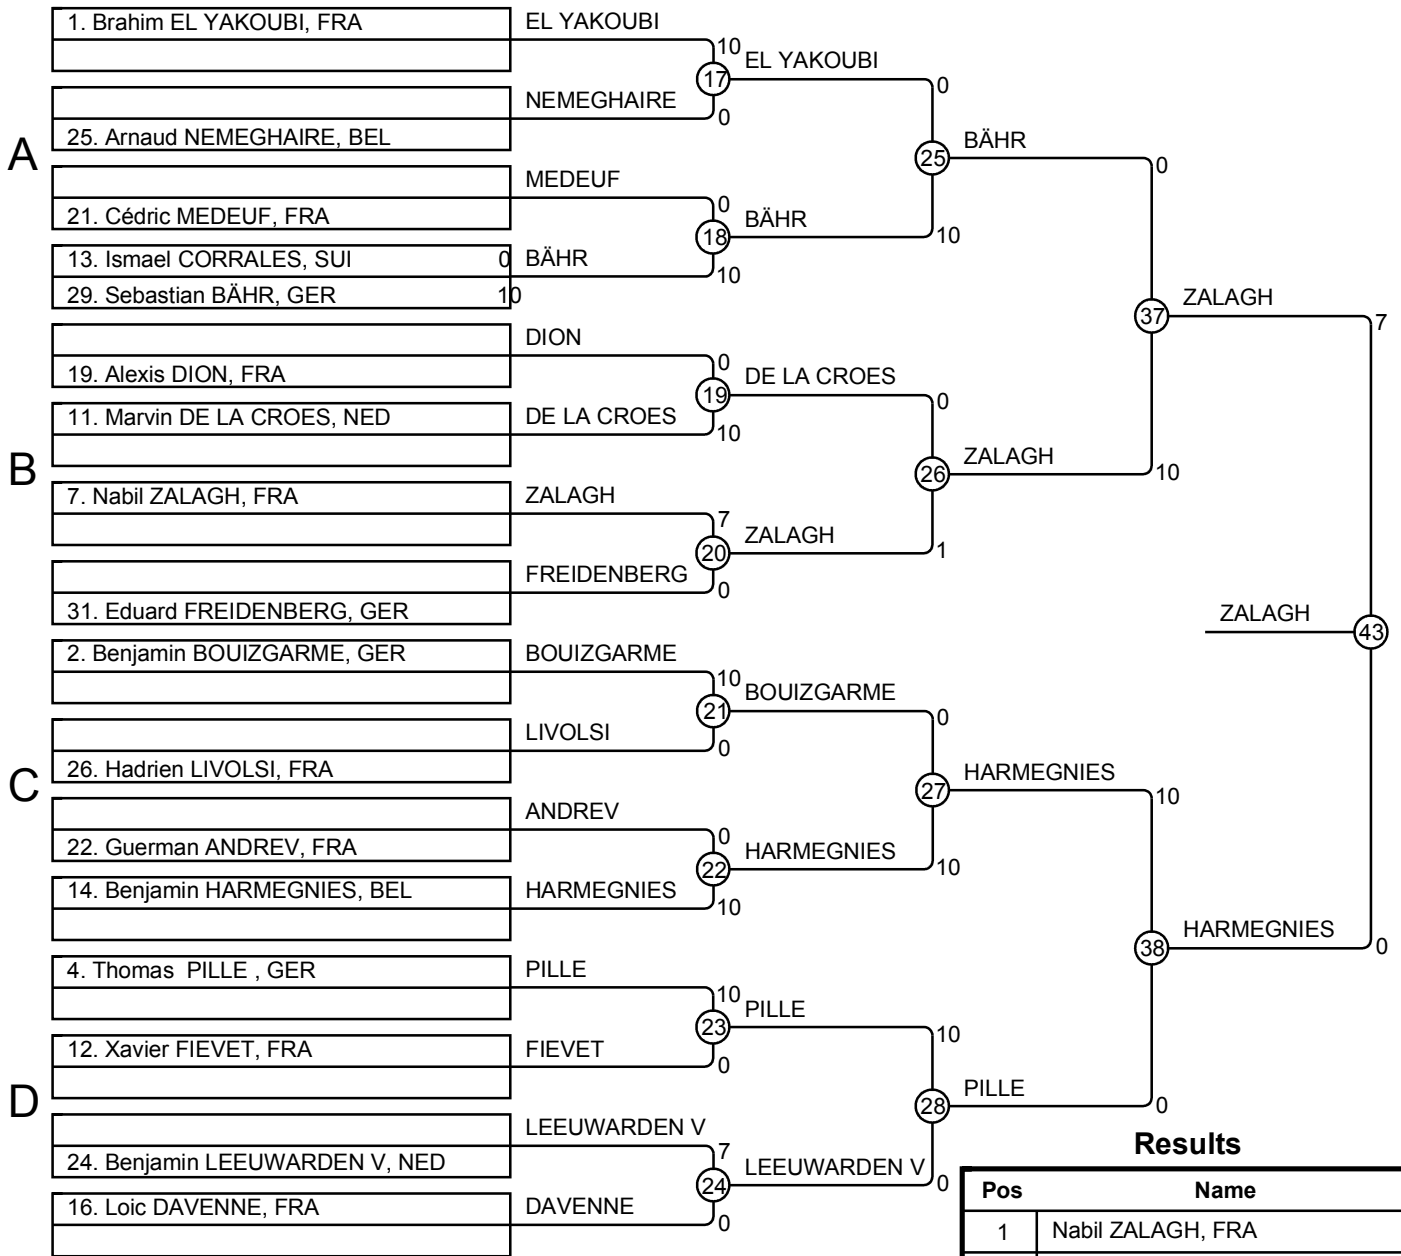 A
1. Brahim EL YAKOUBI, FRA
25. Arnaud NEMEGHAIRE, BEL
21. Cédric MEDEUF, FRA
13. Ismael CORRALES, SUI 0
29. Sebastian BÄHR, GER 10
B
19. Alexis DION, FRA
11. Marvin DE LA CROES, NED
7. Nabil ZALAGH, FRA
31. Eduard FREIDENBERG, GER
C
2. Benjamin BOUIZGARME, GER
26. Hadrien LIVOLSI, FRA
22. Guerman ANDREV, FRA
14. Benjamin HARMEGNIES, BEL
D
4. Thomas  PILLE , GER
12. Xavier FIEVET, FRA
24. Benjamin LEEUWARDEN V, NED
16. Loic DAVENNE, FRA
EL YAKOUBI
10
17
NEMEGHAIRE
0
MEDEUF
0
18
BÄHR
10
DION
0
19
DE LA CROES
10
ZALAGH
7
20
FREIDENBERG
0
BOUIZGARME
10
21
LIVOLSI
0
ANDREV
0
22
HARMEGNIES
10
PILLE
10
23
FIEVET
0
LEEUWARDEN V
7
24
DAVENNE
0
EL YAKOUBI
0
25
BÄHR
10
DE LA CROES
0
26
ZALAGH
1
BOUIZGARME
0
27
HARMEGNIES
10
PILLE
10
28
LEEUWARDEN V
0
BÄHR
0
37
ZALAGH
10
HARMEGNIES
10
38
PILLE
0
ZALAGH
7
ZALAGH
43
HARMEGNIES
0
Results
Pos Name
1 Nabil ZALAGH, FRA